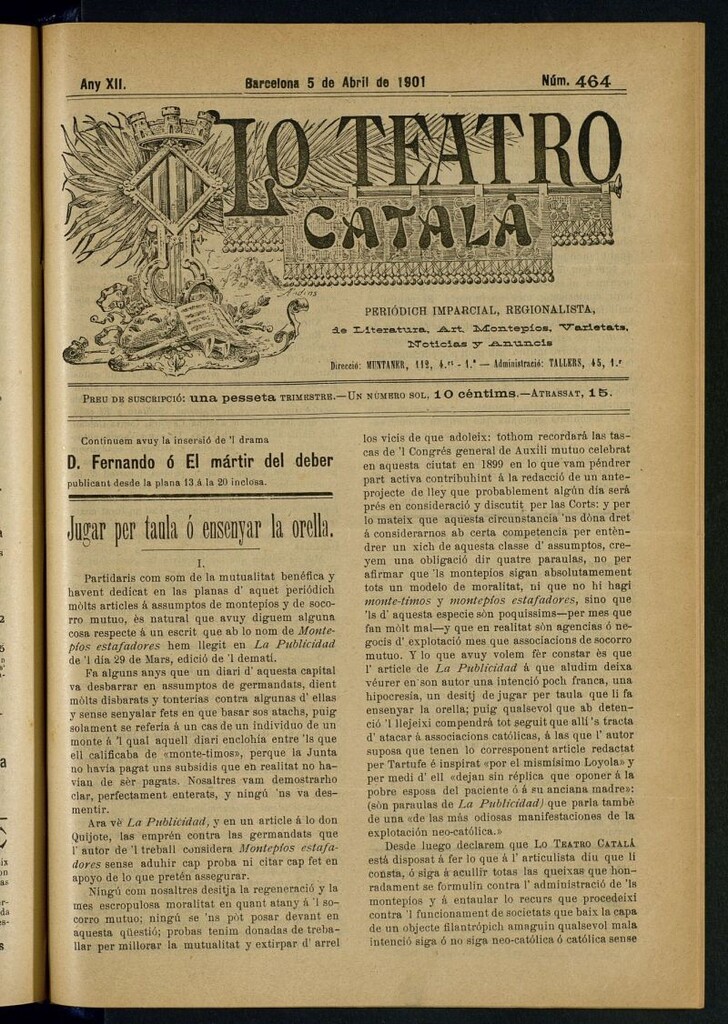 Any XII.
Barcelona 5 de Abril de 1901
Núm. 464
LO TEATRO
CATALÀ
PERIÓDICH IMPARCIAL, REGIONALISTA,
de Literatura, Art, Montepios, Varietats,
Noticias y Anuncis
Direcció: MUNTANER, 112, 4.rt - 1.ª — Administració: TALLERS, 45, 1.r
PREU DE SUSCRIPCIÓ: una pesseta TRIMESTRE.—UN NÚMERO SOL, 10 céntims.—ATRASSAT, 15.
Continuem avuy la insersió de 'l drama
D. Fernando ó El mártir del deber
publicant desde la plana 13 á la 20 inclosa.
Jugar per taula ó ensenyar la orella.
I.
Partidaris com som de la mutualitat benéfica y
havent dedicat en las planas d' aquet periódich
mòlts articles á assumptos de montepíos y de soco-
rro mutuo, és natural que avuy diguem alguna
cosa respecte á un escrit que ab lo nom de Monte-
píos estafadores hem llegit en La Publicidad
de 'l día 29 de Mars, edició de 'l dematí.
Fa alguns anys que un diari d' aquesta capital
va desbarrar en assumptos de germandats, dient
mòlts disbarats y tonterías contra algunas d' ellas
y sense senyalar fets en que basar sos atachs, puig
solament se referia á un cas de un individuo de un
monte á 'l qual aquell diari enclohía entre 'ls que
ell calificaba de «monte-timos», perque la Junta
no havía pagat uns subsidis que en realitat no ha-
vían de sèr pagats. Nosaltres vam demostrarho
clar, perfectament enterats, y ningú 'ns va des-
mentir.
Ara vé La Publicidad, y en un article á lo don
Quijote, las emprén contra las germandats que
l' autor de 'l treball considera Montepíos estafa-
dores sense aduhir cap proba ni citar cap fet en
apoyo de lo que pretén assegurar.
Ningú com nosaltres desitja la regeneració y la
mes escropulosa moralitat en quant atany á 'l so-
corro mutuo; ningú se 'ns pòt posar devant en
aquesta qüestió; probas tenim donadas de treba-
llar per millorar la mutualitat y extirpar d' arrel
los vicis de que adoleix: tothom recordará las tas-
cas de 'l Congrés general de Auxili mutuo celebrat
en aquesta ciutat en 1899 en lo que vam péndrer
part activa contribuhint á la redacció de un ante-
projecte de lley que probablement algún día será
prés en consideració y discutit per las Corts: y per
lo mateix que aquesta circunstancia 'ns dòna dret
á considerarnos ab certa competencia per entèn-
drer un xich de aquesta classe d' assumptos, cre-
yem una obligació dir quatre paraulas, no per
afirmar que 'ls montepíos sigan absolutamement
tots un modelo de moralitat, ni que no hi hagi
monte-timos y montepíos estafadores, sino que
'ls d' aquesta especie són poquissims—per mes que
fan mòlt mal—y que en realitat són agencias ó ne-
gocis d' explotació mes que associacions de socorro
mutuo. Y lo que avuy volem fer constar és que
l' article de La Publicidad á que aludim deixa
véurer en son autor una intenció poch franca, una
hipocresía, un desitj de jugar per taula que li fa
ensenyar la orella; puig qualsevol que ab deten-
ció 'l llejeixi compendrá tot seguit que allí 's tracta
d' atacar á associacions católicas, á las que l' autor
suposa que tenen lo corresponent article redactat
per Tartufe é inspirat «por el mismísimo Loyola» y
per medi d' ell «dejan sin réplica que oponer á la
pobre esposa del paciente ó á su anciana madre»:
(són paraulas de La Publicidad) que parla també
de una «de las más odiosas manifestaciones de la
explotación neo-católica.»
Desde luego declarem que LO TEATRO CATALÁ
está disposat á fer lo que á l' articulista diu que li
consta, ó siga á acullir totas las queixas que hon-
radament se formulin contra l' administració de 'ls
montepíos y á entaular lo recurs que procedeixi
contra 'l funcionament de societats que baix la capa
de un objecte filantrópich amaguin qualsevol mala
intenció siga ó no siga neo-católica ó católica sense